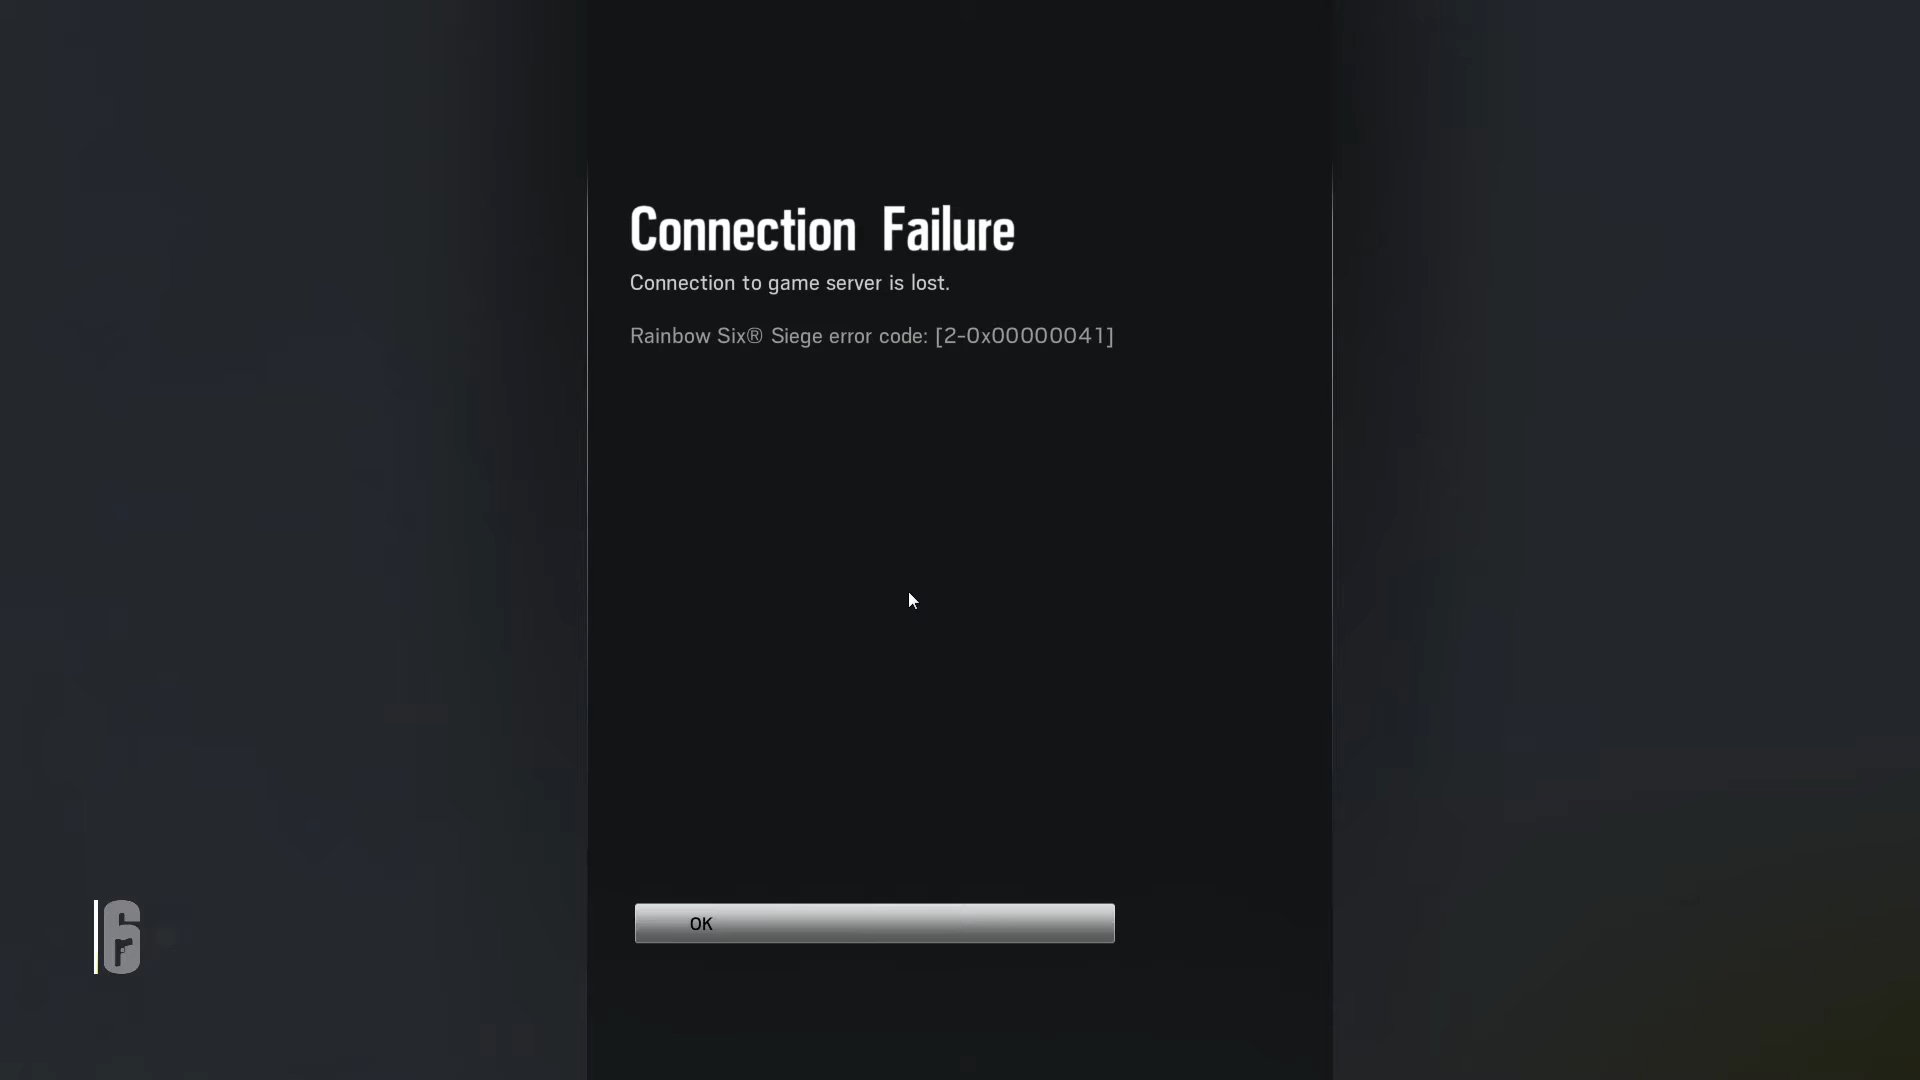 Connection Failure
Connection to game server is lost.
Rainbow Six® Siege error code: [2-0x00000041]
OK